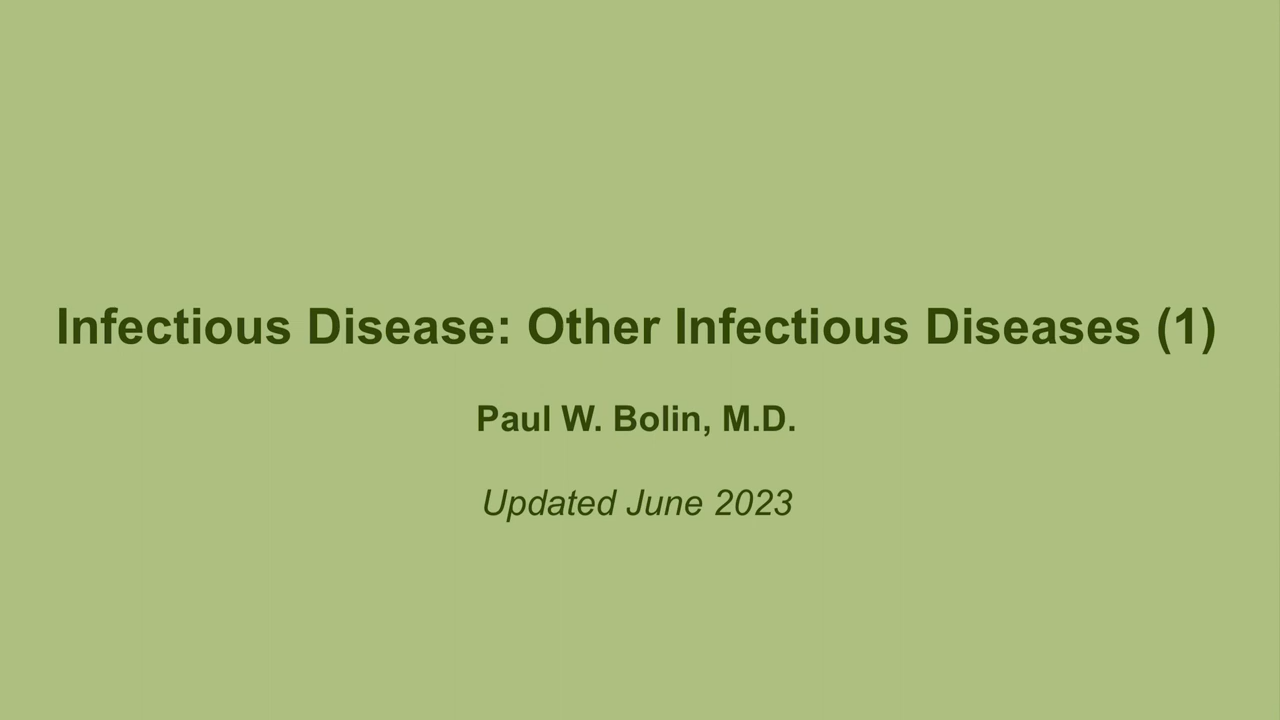 Infectious Disease: Other Infectious Diseases (1)
Paul W. Bolin, M.D.
Updated June 2023